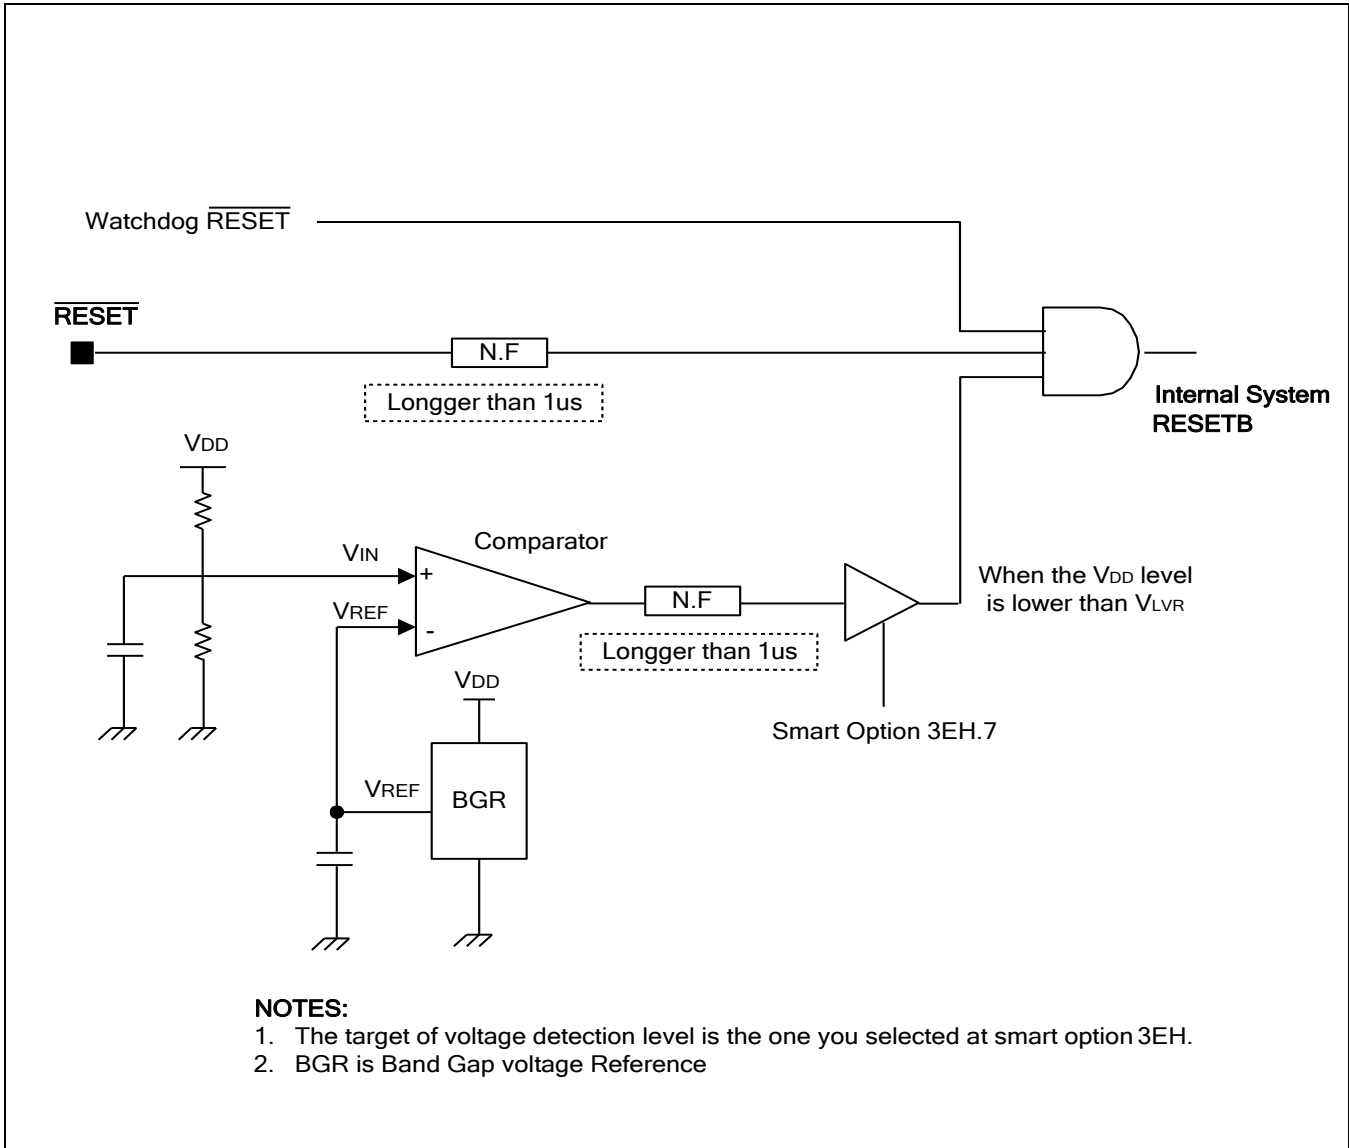 Watchdog RESET
RESET
N.F
Longger than 1us
Internal System
RESETB
VDD
VIN
+
Comparator
VREF
-
N.F
Longger than 1us
When the VDD level
is lower than VLVR
VDD
Smart Option 3EH.7
VREF
BGR
NOTES:
1. The target of voltage detection level is the one you selected at smart option 3EH.
2. BGR is Band Gap voltage Reference